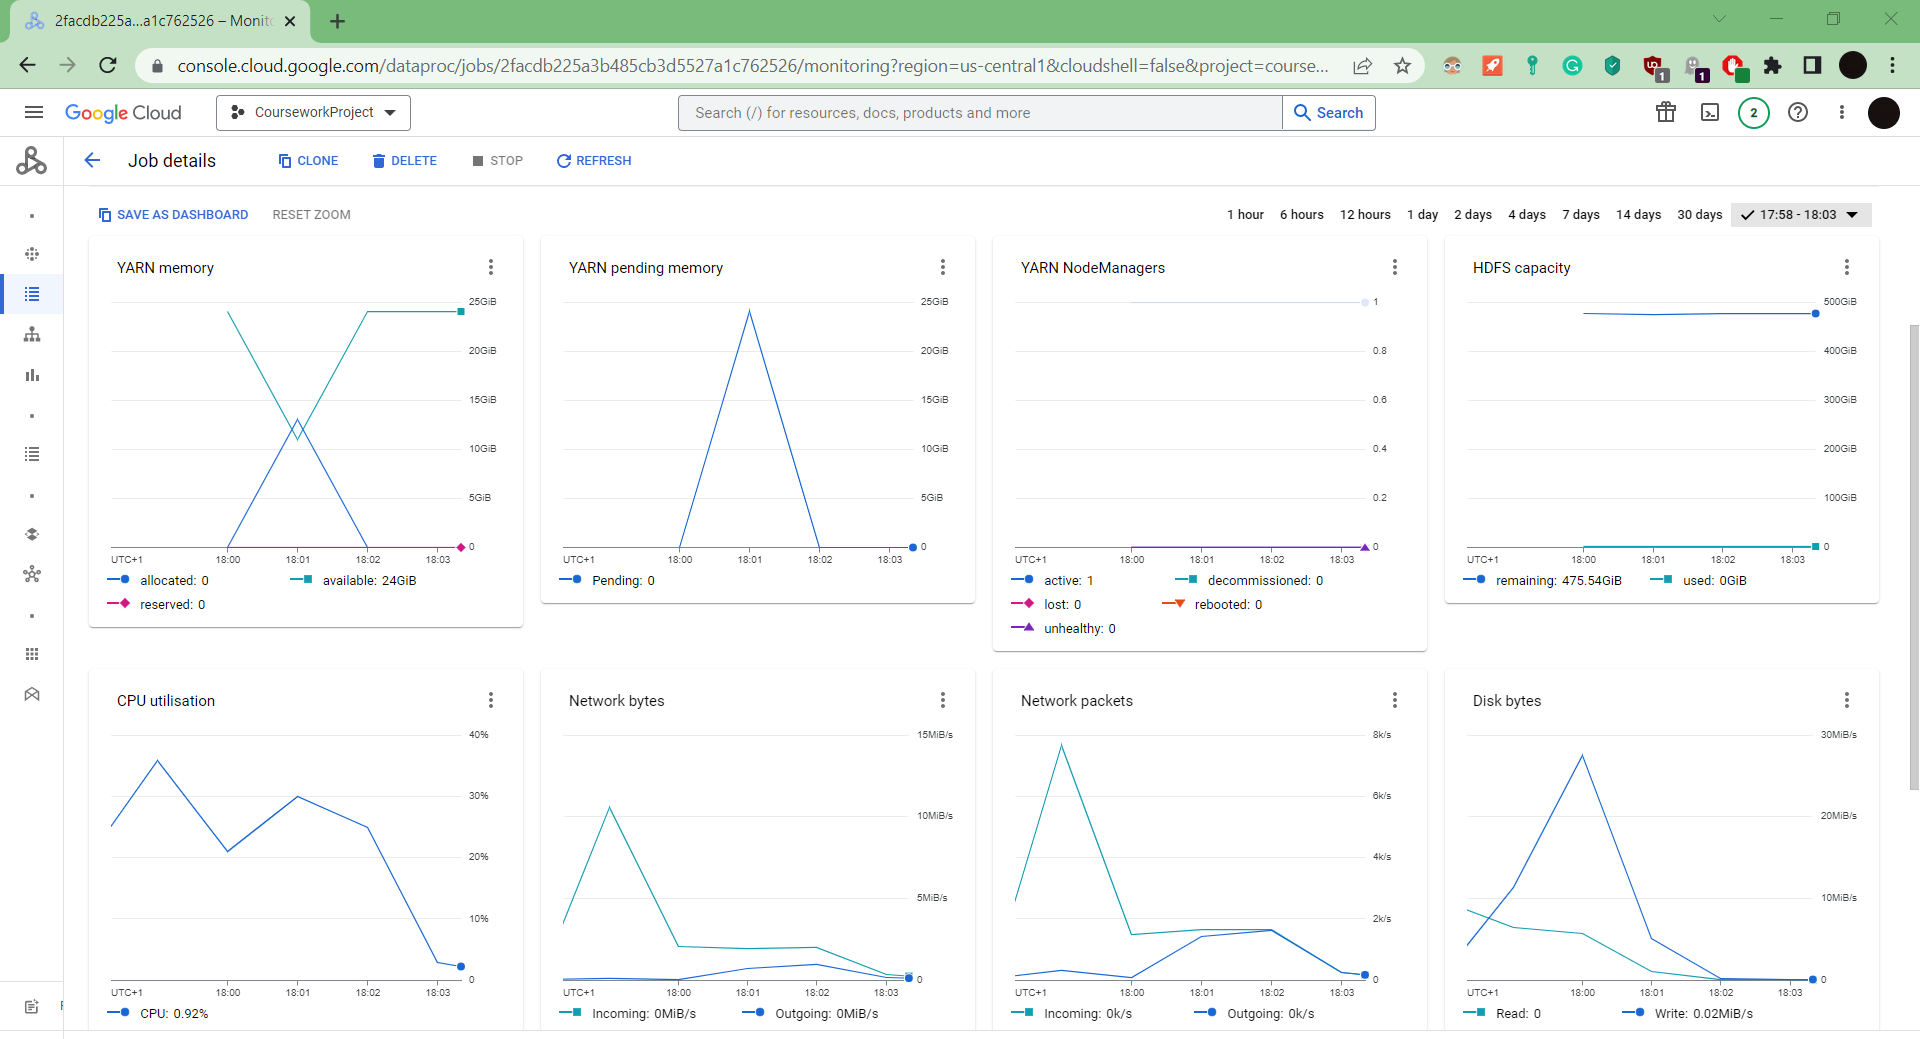 2facdb225a...a1c762526 – Monit
console.cloud.google.com/dataproc/jobs/2facdb225a3b485cb3d5527a1c762526/monitoring?region=us-central1&cloudshell=false&project=course...
1 1
Google Cloud CourseworkProject Search (/) for resources, docs, products and more Search 2
Job details CLONE DELETE STOP REFRESH
SAVE AS DASHBOARD RESET ZOOM 1 hour 6 hours 12 hours 1 day 2 days 4 days 7 days 14 days 30 days 17:58 - 18:03
YARN memory
25GiB
20GiB
15GiB
10GiB
5GiB
0
UTC+1 18:00 18:01 18:02 18:03
allocated: 0 available: 24GiB
reserved: 0
YARN pending memory
25GiB
20GiB
15GiB
10GiB
5GiB
0
UTC+1 18:00 18:01 18:02 18:03
Pending: 0
YARN NodeManagers
1
0.8
0.6
0.4
0.2
0
UTC+1 18:00 18:01 18:02 18:03
active: 1 decommissioned: 0
lost: 0 rebooted: 0
unhealthy: 0
HDFS capacity
500GiB
400GiB
300GiB
200GiB
100GiB
0
UTC+1 18:00 18:01 18:02 18:03
remaining: 475.54GiB used: 0GiB
CPU utilisation
40%
30%
20%
10%
0
UTC+1 18:00 18:01 18:02 18:03
CPU: 0.92%
Network bytes
15MiB/s
10MiB/s
5MiB/s
0
UTC+1 18:00 18:01 18:02 18:03
Incoming: 0MiB/s Outgoing: 0MiB/s
Network packets
8k/s
6k/s
4k/s
2k/s
0
UTC+1 18:00 18:01 18:02 18:03
Incoming: 0k/s Outgoing: 0k/s
Disk bytes
30MiB/s
20MiB/s
10MiB/s
0
UTC+1 18:00 18:01 18:02 18:03
Read: 0 Write: 0.02MiB/s